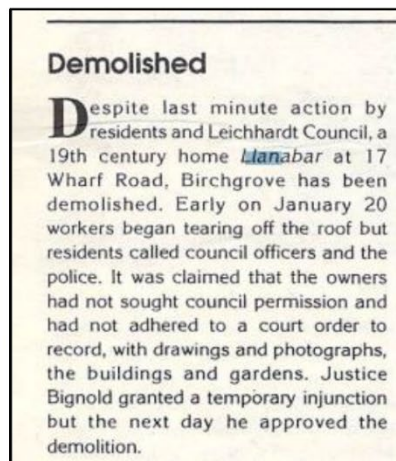 Demolished
Despite last minute action by
residents and Leichhardt Council, a
19th century home Llanabar at 17
Wharf Road, Birchgrove has been
demolished. Early on January 20
workers began tearing off the roof but
residents called council officers and the
police. It was claimed that the owners
had not sought council permission and
had not adhered to a court order to
record, with drawings and photographs,
the buildings and gardens. Justice
Bignold granted a temporary injunction
but the next day he approved the
demolition.